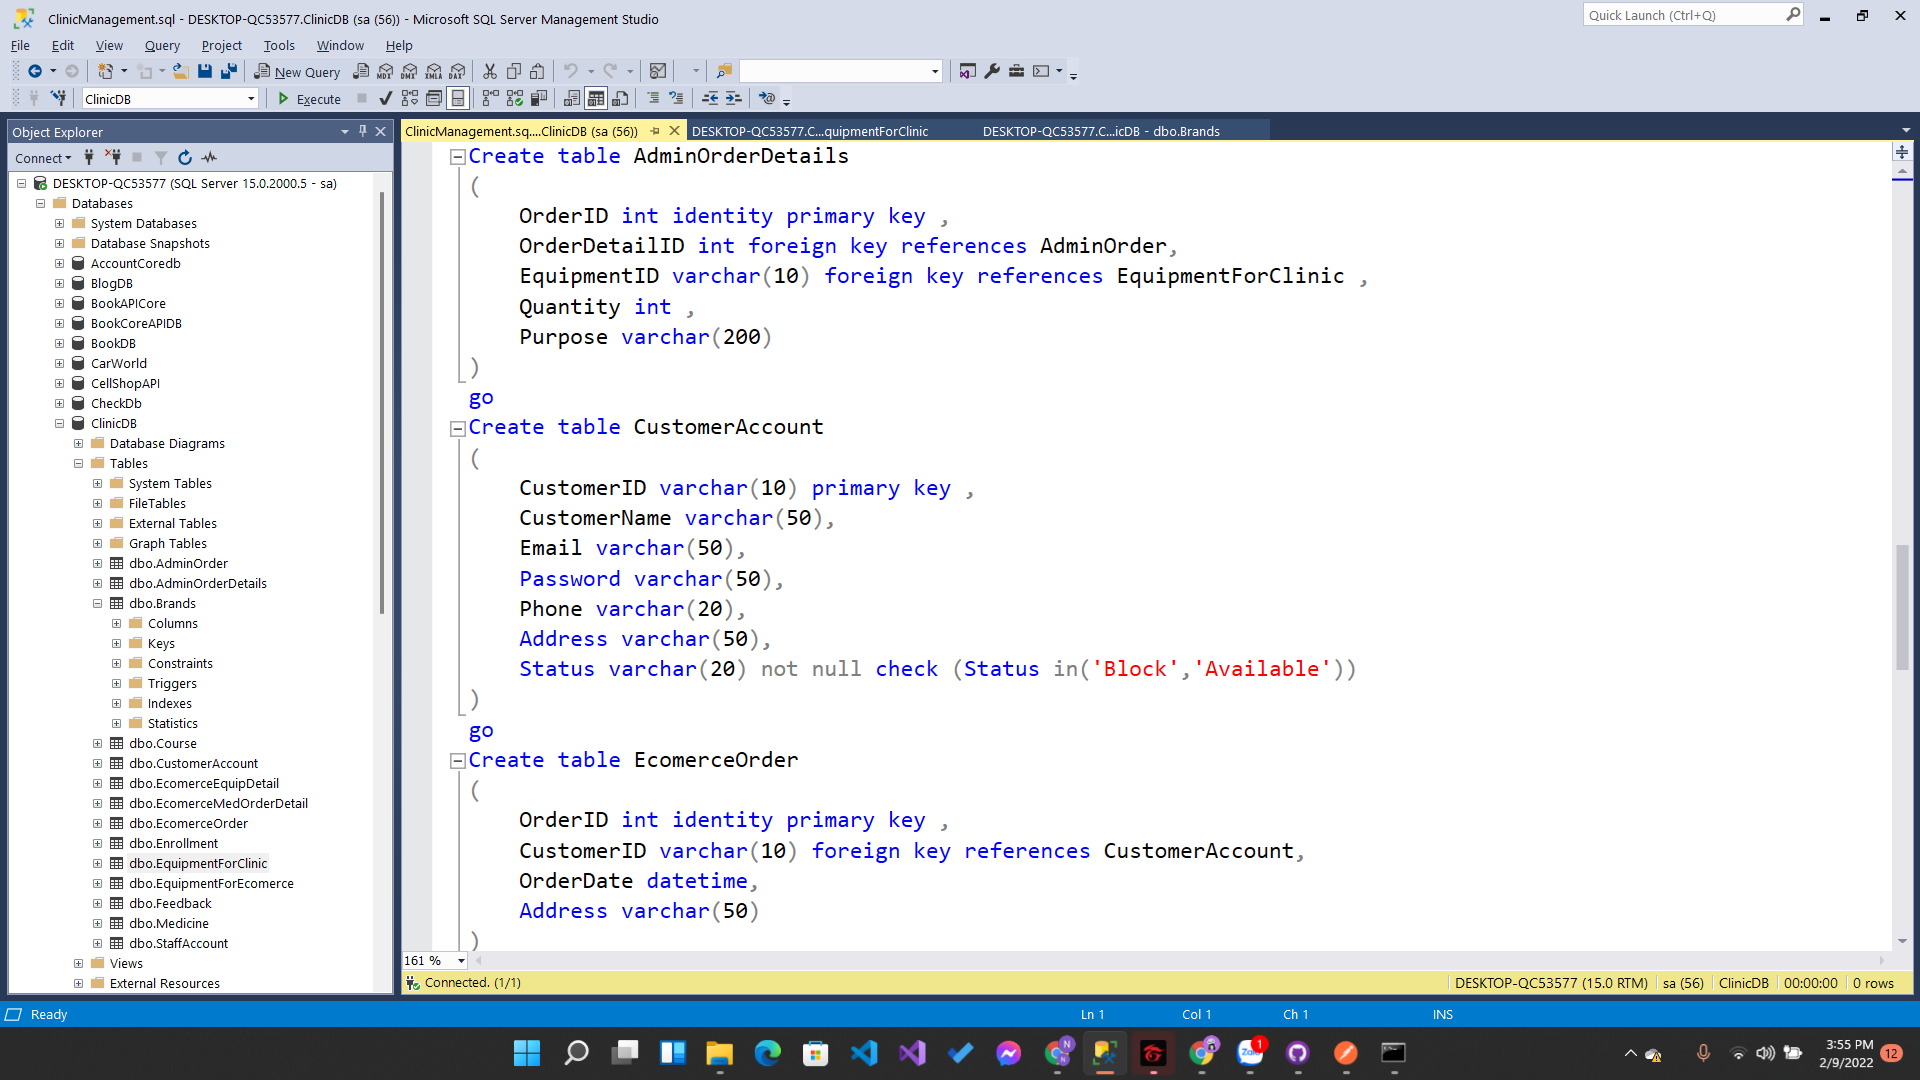 ClinicManagement.sql - DESKTOP-QC53577.ClinicDB (sa (56)) - Microsoft SQL Server Management Studio
Quick Launch (Ctrl+Q)
File Edit View Query Project Tools Window Help
New Query
MDX DMX XMLA DAX
ClinicDB
Execute
Object Explorer
Connect
DESKTOP-QC53577 (SQL Server 15.0.2000.5 - sa)
Databases
System Databases
Database Snapshots
AccountCoredb
BlogDB
BookAPICore
BookCoreAPIDB
BookDB
CarWorld
CellShopAPI
CheckDb
ClinicDB
Database Diagrams
Tables
System Tables
FileTables
External Tables
Graph Tables
dbo.AdminOrder
dbo.AdminOrderDetails
dbo.Brands
Columns
Keys
Constraints
Triggers
Indexes
Statistics
dbo.Course
dbo.CustomerAccount
dbo.EcomerceEquipDetail
dbo.EcomerceMedOrderDetail
dbo.EcomerceOrder
dbo.Enrollment
dbo.EquipmentForClinic
dbo.EquipmentForEcomerce
dbo.Feedback
dbo.Medicine
dbo.StaffAccount
Views
External Resources
ClinicManagement.sq....ClinicDB (sa (56))
DESKTOP-QC53577.C...quipmentForClinic
DESKTOP-QC53577.C...icDB - dbo.Brands
Create table AdminOrderDetails
(
OrderID int identity primary key ,
OrderDetailID int foreign key references AdminOrder,
EquipmentID varchar(10) foreign key references EquipmentForClinic ,
Quantity int ,
Purpose varchar(200)
)
go
Create table CustomerAccount
(
CustomerID varchar(10) primary key ,
CustomerName varchar(50),
Email varchar(50),
Password varchar(50),
Phone varchar(20),
Address varchar(50),
Status varchar(20) not null check (Status in('Block','Available'))
)
go
Create table EcomerceOrder
(
OrderID int identity primary key ,
CustomerID varchar(10) foreign key references CustomerAccount,
OrderDate datetime,
Address varchar(50)
)
161 %
Connected. (1/1)
DESKTOP-QC53577 (15.0 RTM) sa (56) ClinicDB 00:00:00 0 rows
Ready
Ln 1
Col 1
Ch 1
INS
N
Zalo
1
3:55 PM
2/9/2022
12